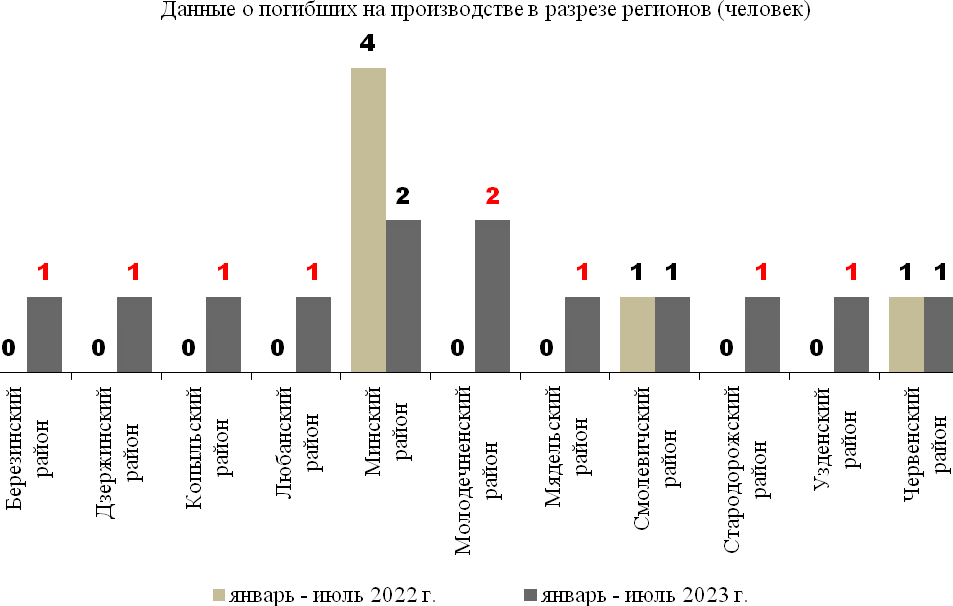 Данные о погибших на производстве в разрезе регионов (человек)
4
2
2
1
1
1
1
1
1
1
1
1
1
1
0
0
0
0
0
0
0
0
Березинский
район
Дзержинский
район
Копыльский
район
Любанский
район
Минский
район
Молодечненский
район
Мядельский
район
Смолевичский
район
Стародорожский
район
Узденский
район
Червенский
район
январь - июль 2022 г.
январь - июль 2023 г.